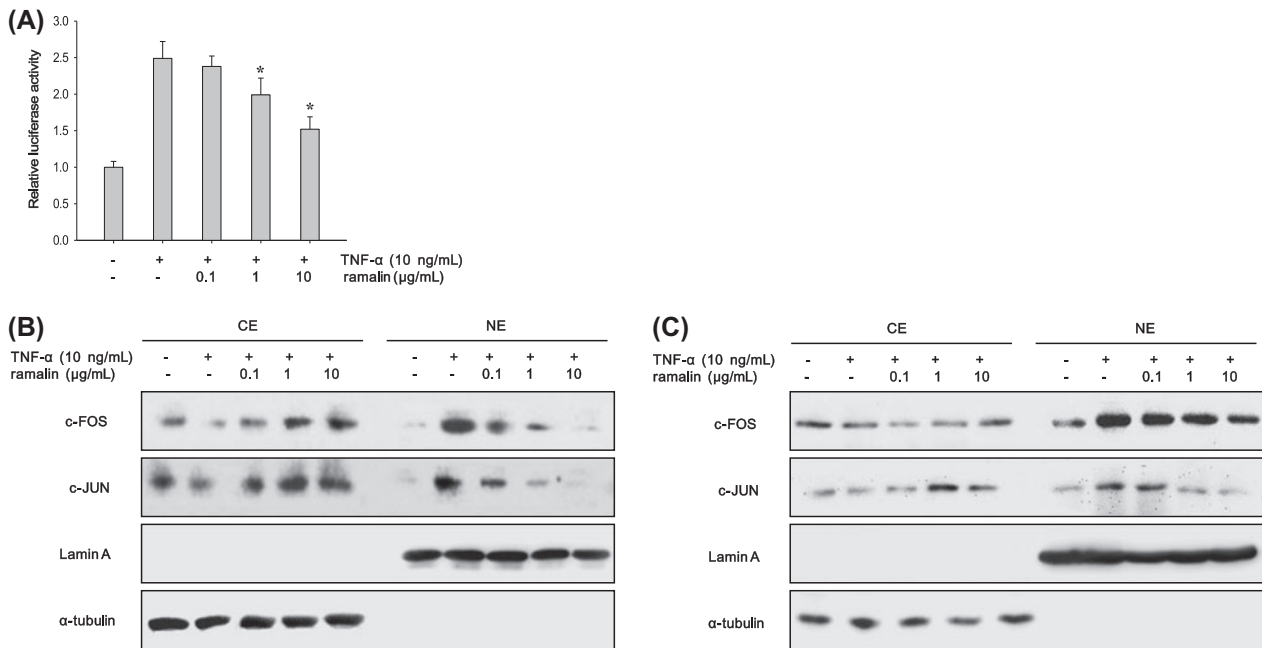 (A)
Relative luciferase activity
3.0
2.5
2.0
1.5
1.0
0.5
0.0
* *
- + + + + TNF-α (10 ng/mL)
- - 0.1 1 10 ramalin (μg/mL)
(B)
CE NE
TNF-α (10 ng/mL) - + + + + - + + + +
ramalin (μg/mL) - - 0.1 1 10 - - 0.1 1 10
c-FOS
c-JUN
Lamin A
α-tubulin
(C)
CE NE
TNF-α (10 ng/mL) - + + + + - + + + +
ramalin (μg/mL) - - 0.1 1 10 - - 0.1 1 10
c-FOS
c-JUN
Lamin A
α-tubulin